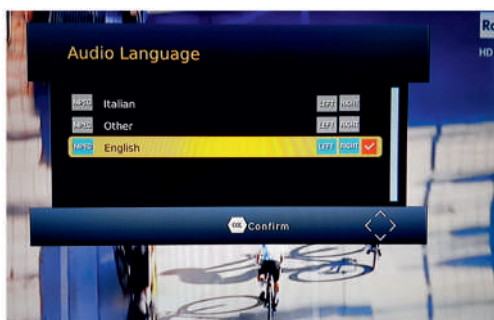 Audio Language
HD
MPEG Italian LEFT RIGHT
MPEG Other LEFT RIGHT
MPEG English LEFT RIGHT
OK Confirm